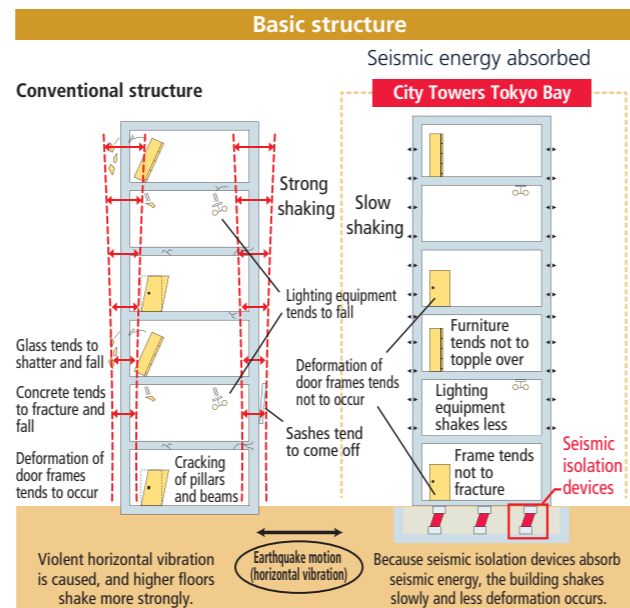 Basic structure
Seismic energy absorbed
Conventional structure
City Towers Tokyo Bay
Strong
shaking
Slow
shaking
Lighting equipment
tends to fall
Glass tends to
shatter and fall
Concrete tends
to fracture and
fall
Deformation of
door frames
tends to occur
Cracking
of pillars
and beams
Sashes tend
to come off
Deformation of
door frames tends
not to occur
Furniture
tends not to
topple over
Lighting
equipment
shakes less
Frame tends
not to
fracture
Seismic
isolation
devices
Violent horizontal vibration
is caused, and higher floors
shake more strongly.
Earthquake motion
(horizontal vibration)
Because seismic isolation devices absorb
seismic energy, the building shakes
slowly and less deformation occurs.